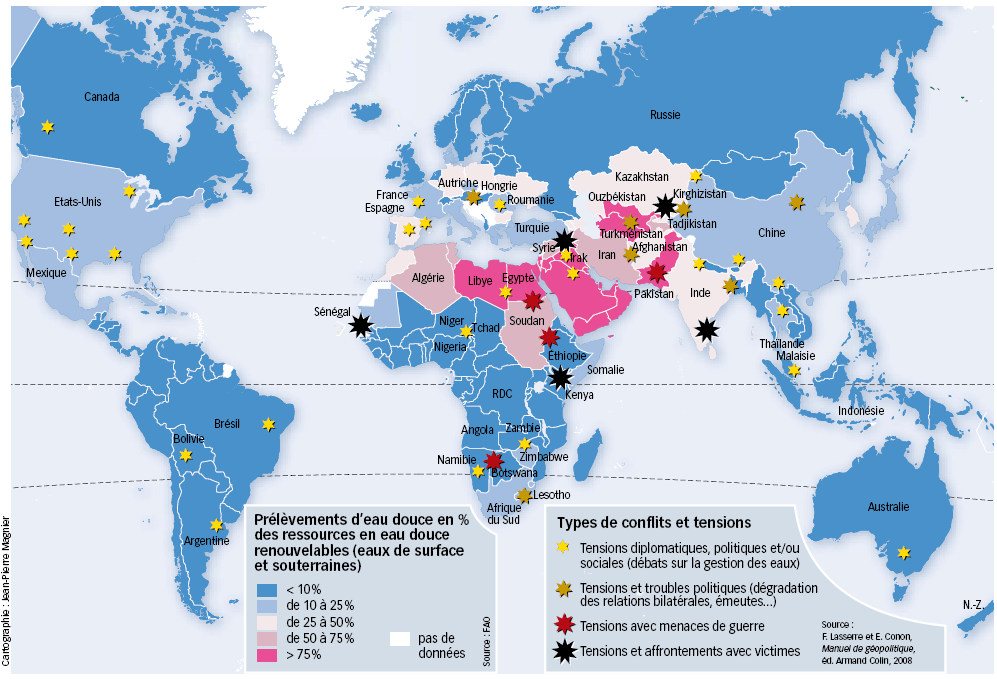 Canada
Russie
Etats-Unis
Mexique
France
Espagne
Autriche
Hongrie
Roumanie
Turquie
Syrie
Irak
Kazakhstan
Ouzbékistan
Kirghizistan
Turkménistan
Tadjikistan
Afghanistan
Iran
Pakistan
Chine
Inde
Algérie
Libye
Egypte
Sénégal
Niger
Tchad
Nigeria
Soudan
Éthiopie
Somalie
Kenya
RDC
Angola
Zambie
Zimbabwe
Namibie
Botswana
Lesotho
Afrique
du Sud
Thaïlande
Malaisie
Indonésie
Australie
N.-Z.
Brésil
Bolivie
Argentine
Prélèvements d'eau douce en %
des ressources en eau douce
renouvelables (eaux de surface
et souterraines)
< 10%
de 10 à 25%
de 25 à 50%
de 50 à 75%
> 75%
pas de
données
Source : FAO
Types de conflits et tensions
Tensions diplomatiques, politiques et/ou
sociales (débats sur la gestion des eaux)
Tensions et troubles politiques (dégradation
des relations bilatérales, émeutes...)
Tensions avec menaces de guerre
Tensions et affrontements avec victimes
Source :
F. Lasserre et E. Conon,
Manuel de géopolitique,
éd. Armand Colin, 2008
Cartographie : Jean-Pierre Magnier